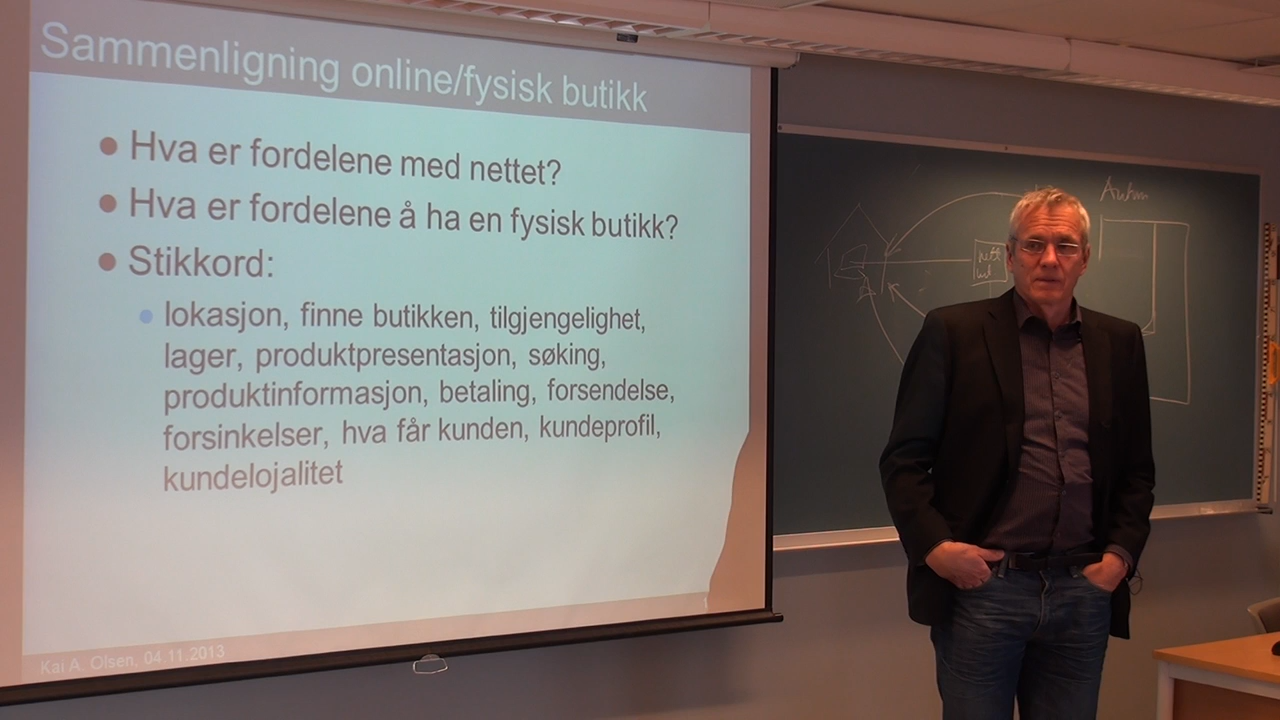 Sammenligning online/fysisk butikk
Hva er fordelene med nettet?
Hva er fordelene å ha en fysisk butikk?
Stikkord:
lokasjon, finne butikken, tilgjengelighet,
lager, produktpresentasjon, søking,
produktinformasjon, betaling, forsendelse,
forsinkelser, hva får kunden, kundeprofil,
kundelojalitet
Kai A. Olsen, 04.11.2013